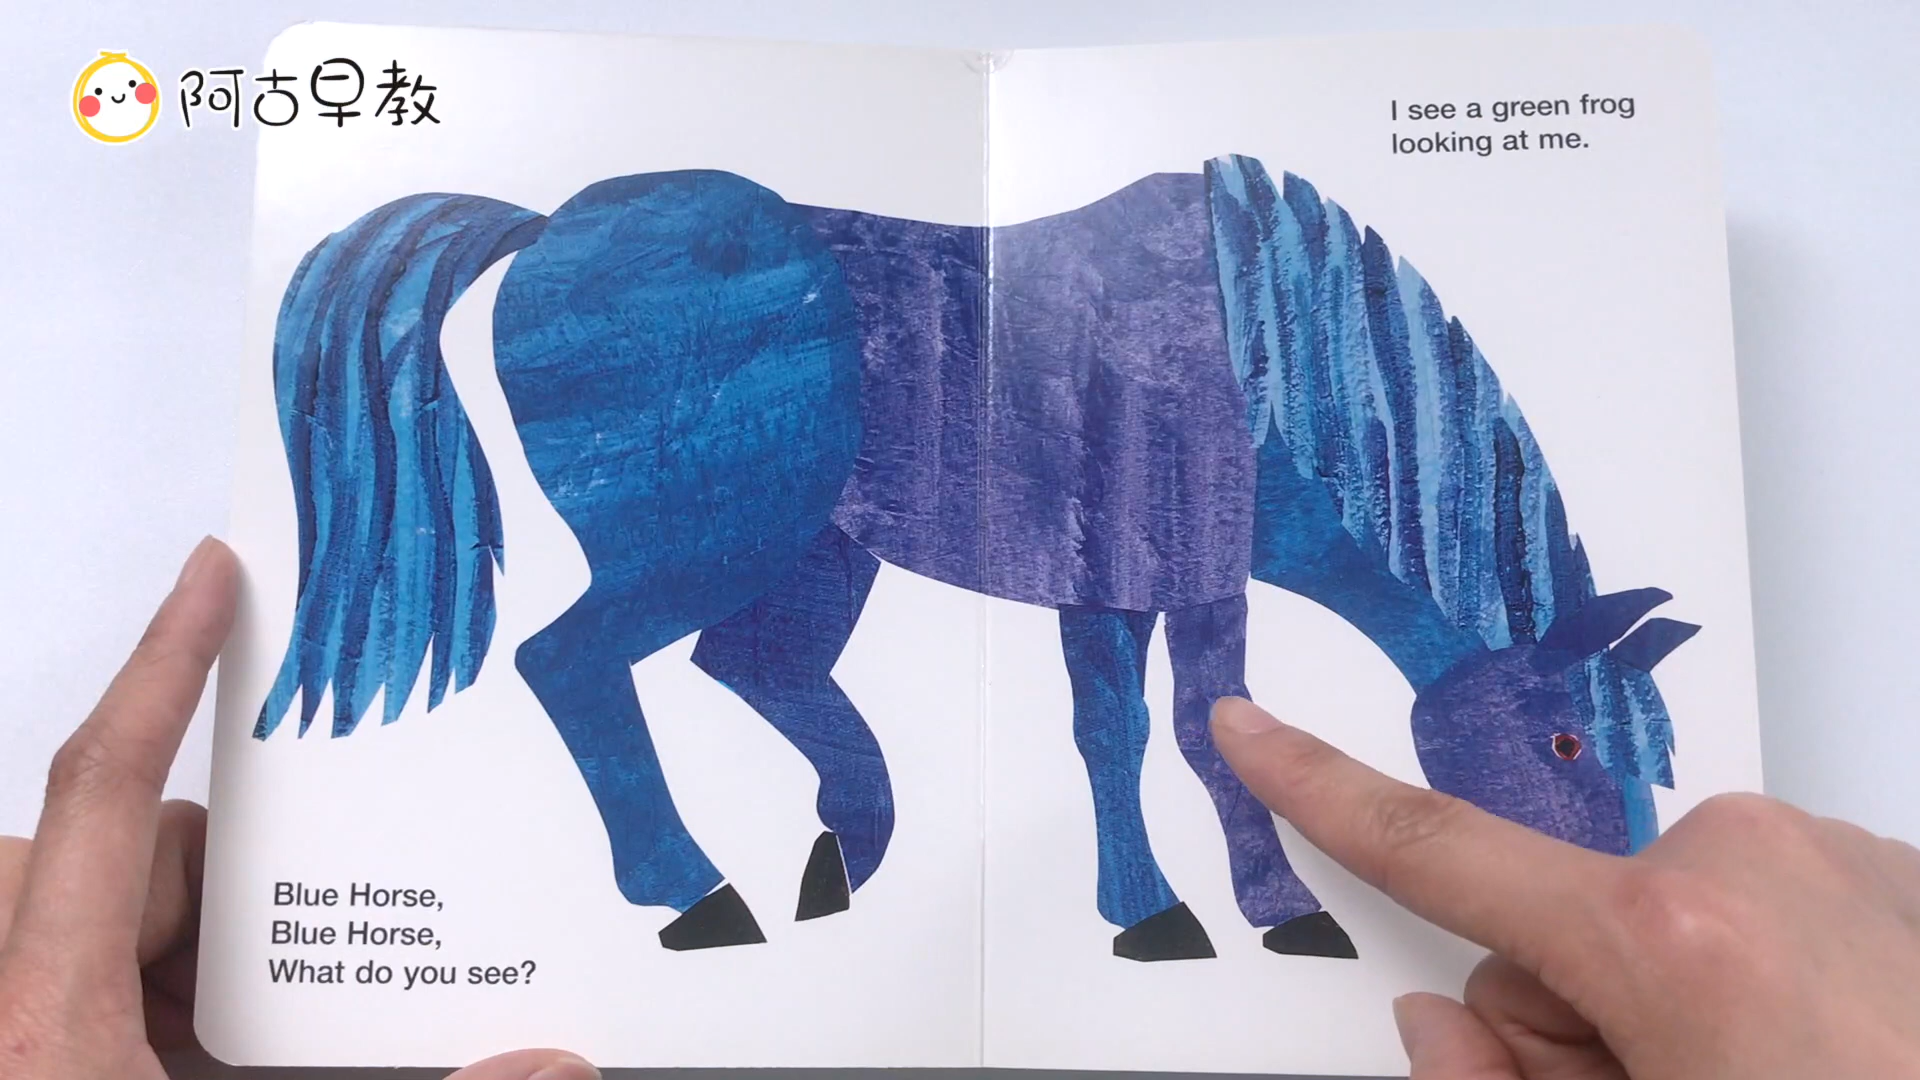 阿古早教
I see a green frog
looking at me.
Blue Horse,
Blue Horse,
What do you see?